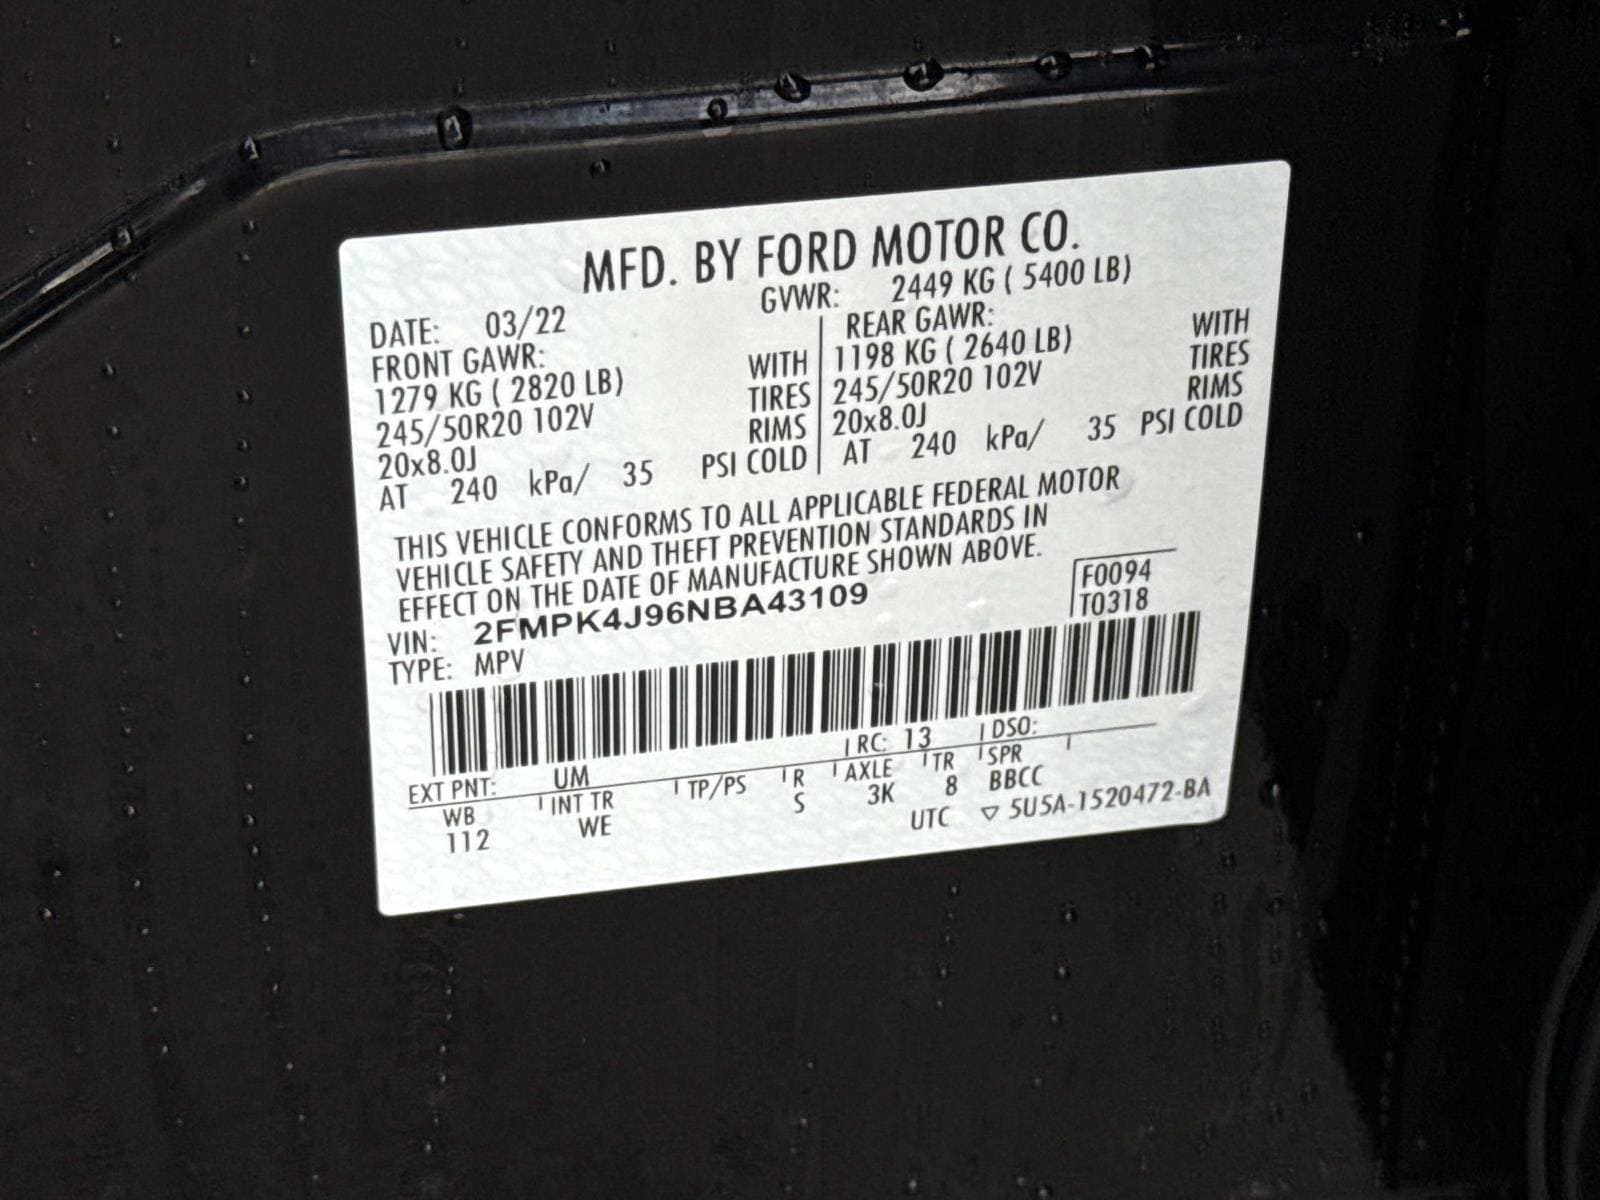 MFD. BY FORD MOTOR CO.
DATE: 03/22 GVWR: 2449 KG ( 5400 LB)
FRONT GAWR: REAR GAWR:
1279 KG ( 2820 LB) WITH 1198 KG ( 2640 LB) WITH
245/50R20 102V TIRES 245/50R20 102V TIRES
20x8.0J RIMS 20x8.0J RIMS
AT 240 kPa/ 35 PSI COLD AT 240 kPa/ 35 PSI COLD
THIS VEHICLE CONFORMS TO ALL APPLICABLE FEDERAL MOTOR
VEHICLE SAFETY AND THEFT PREVENTION STANDARDS IN
EFFECT ON THE DATE OF MANUFACTURE SHOWN ABOVE.
VIN: 2FMPK4J96NBA43109 F0094
TYPE: MPV T0318
EXT PNT: UM RC: 13 DSO:
WB INT TR TP/PS R AXLE TR SPR
112 WE S 3K 8 BBCC
UTC ▽ 5U5A-1520472-BA